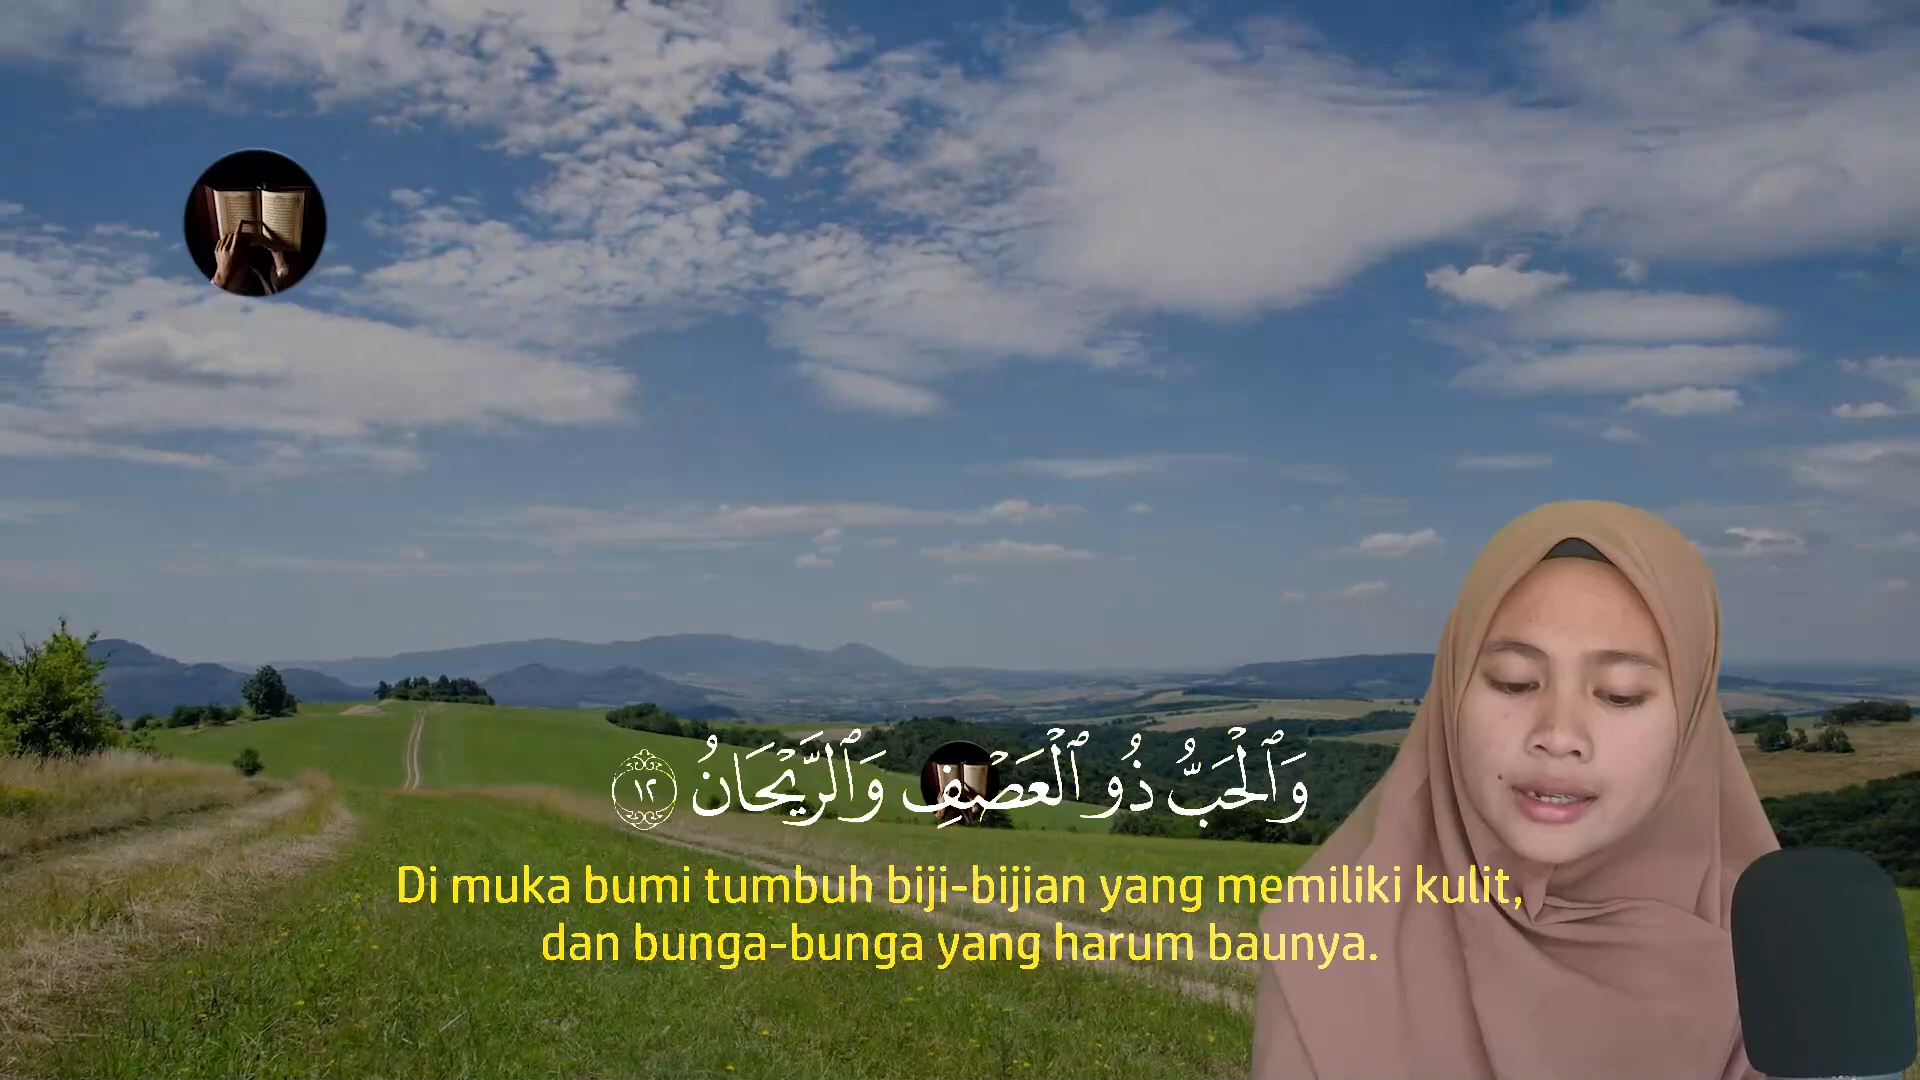 وَٱلْحَبُّ ذُو ٱلْعَصْفِ وَٱلرَّيْحَانُ ١٢
Di muka bumi tumbuh biji-bijian yang memiliki kulit,
dan bunga-bunga yang harum baunya.